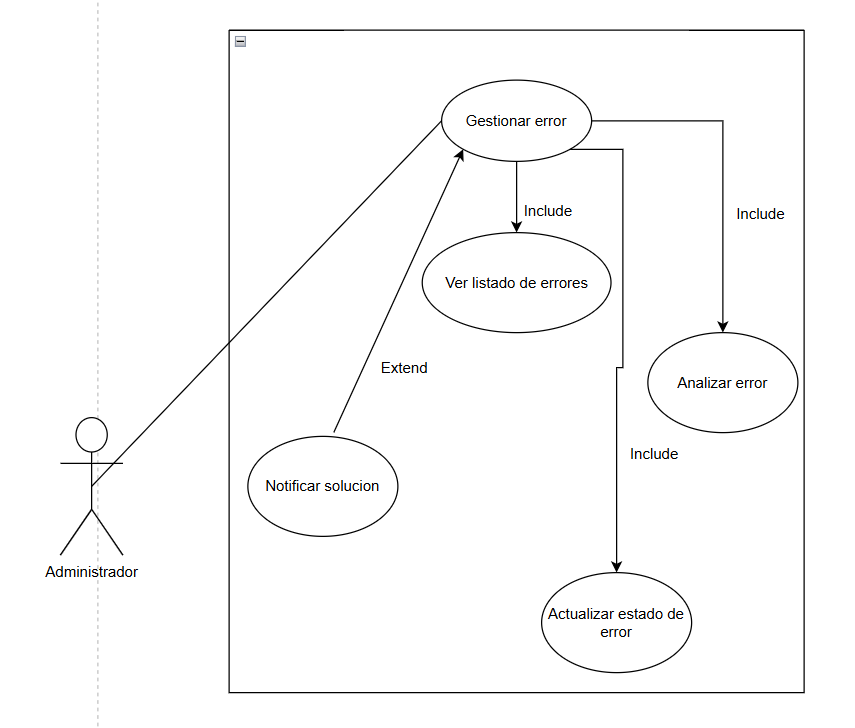 Gestionar error
Include
Include
Ver listado de errores
Extend
Analizar error
Include
Notificar solucion
Administrador
Actualizar estado de
error